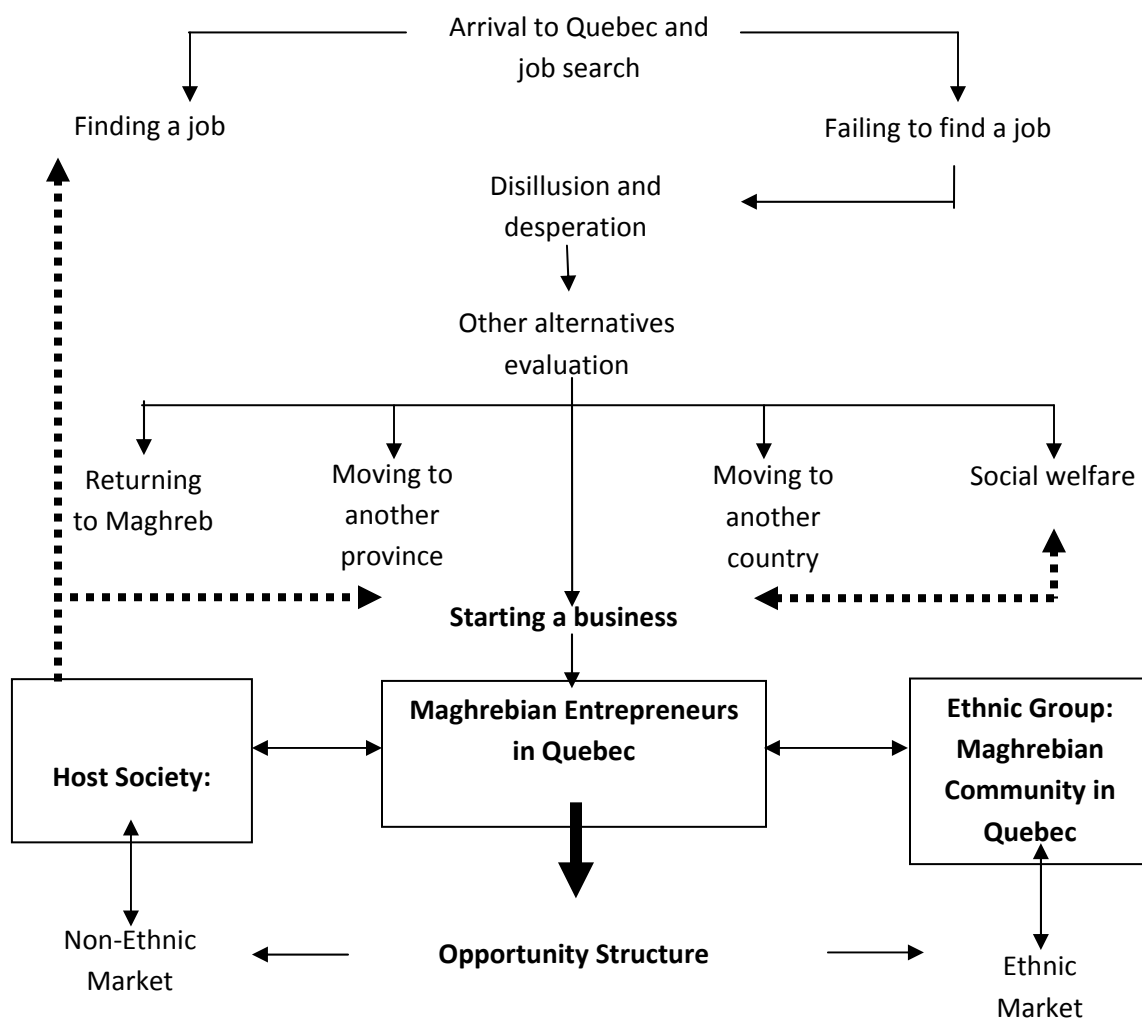 Arrival to Quebec and
job search
Finding a job
Failing to find a job
Disillusion and
desperation
Other alternatives
evaluation
Returning
to Maghreb
Moving to
another
province
Moving to
another
country
Social welfare
Starting a business
Host Society:
Maghrebian Entrepreneurs
in Quebec
Ethnic Group:
Maghrebian
Community in
Quebec
Non-Ethnic
Market
Opportunity Structure
Ethnic
Market